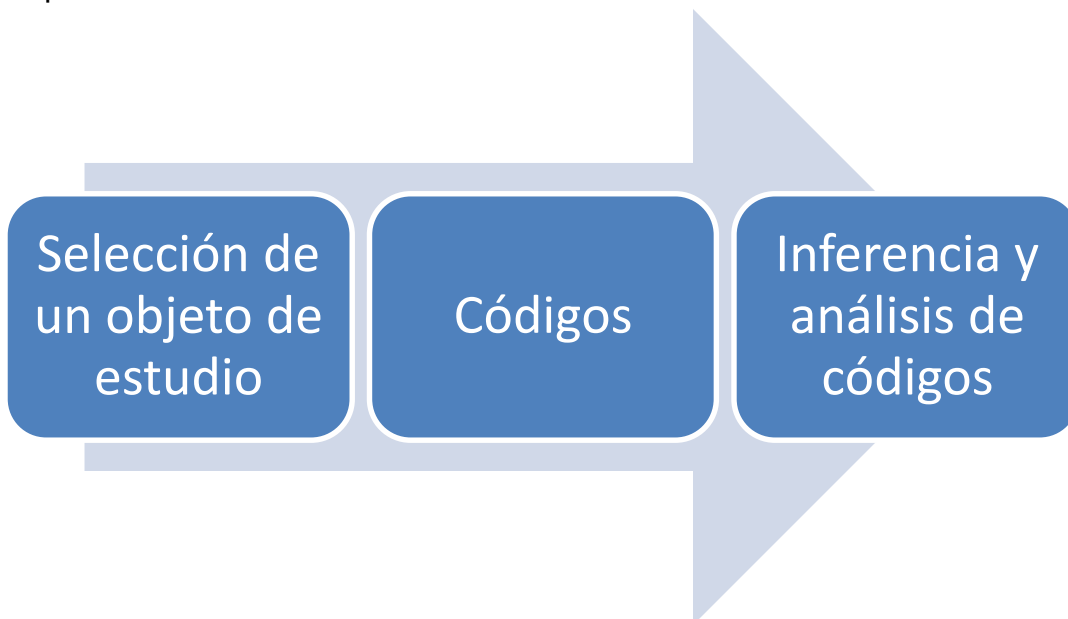 Selección de
un objeto de
estudio
Códigos
Inferencia y
análisis de
códigos